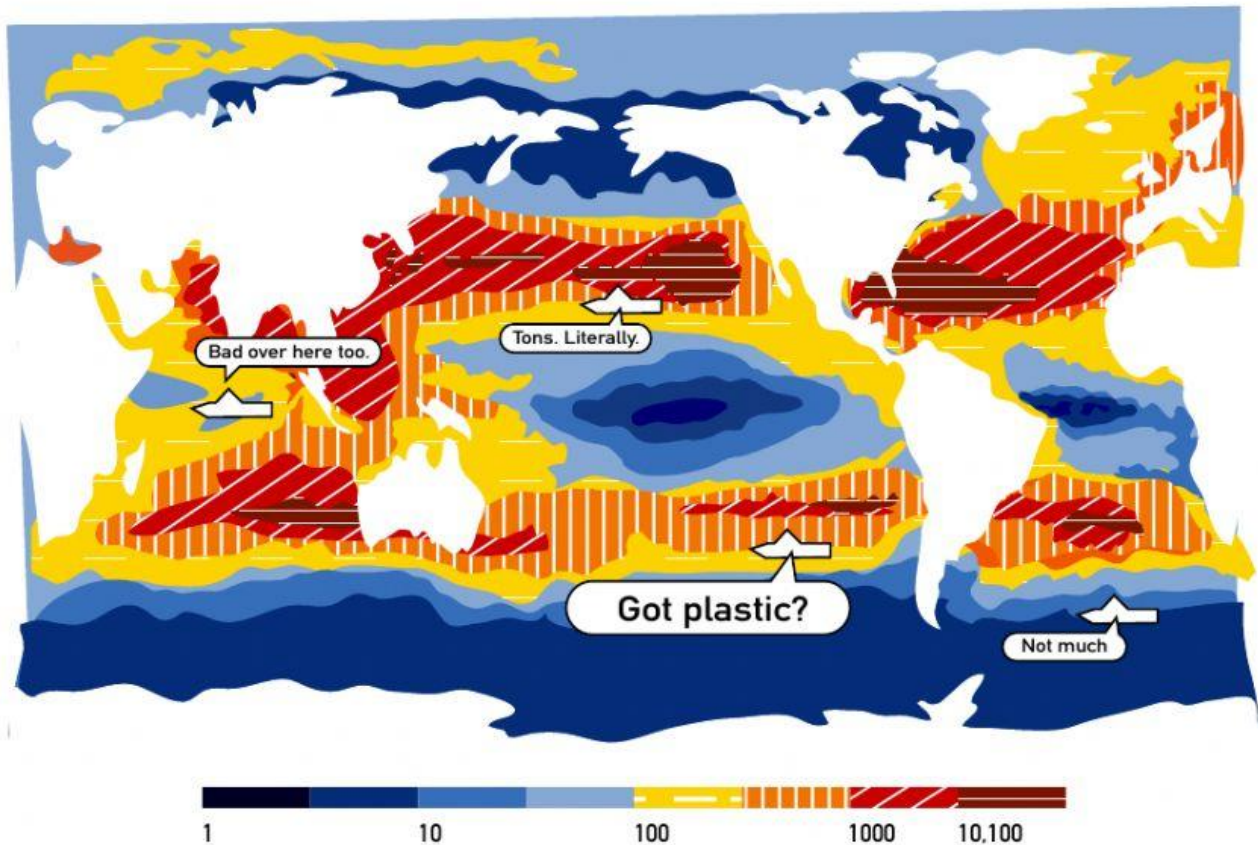 Bad over here too.
Tons. Literally.
Got plastic?
Not much
1 10 100 1000 10,100